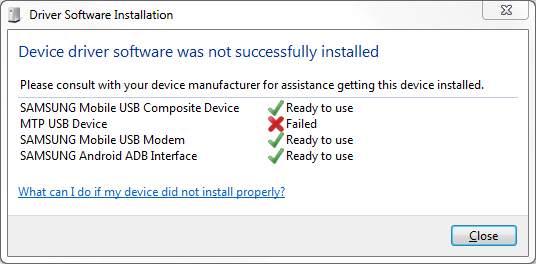 Driver Software Installation
Device driver software was not successfully installed
Please consult with your device manufacturer for assistance getting this device installed.
SAMSUNG Mobile USB Composite Device Ready to use
MTP USB Device Failed
SAMSUNG Mobile USB Modem Ready to use
SAMSUNG Android ADB Interface Ready to use
What can I do if my device did not install properly?
Close